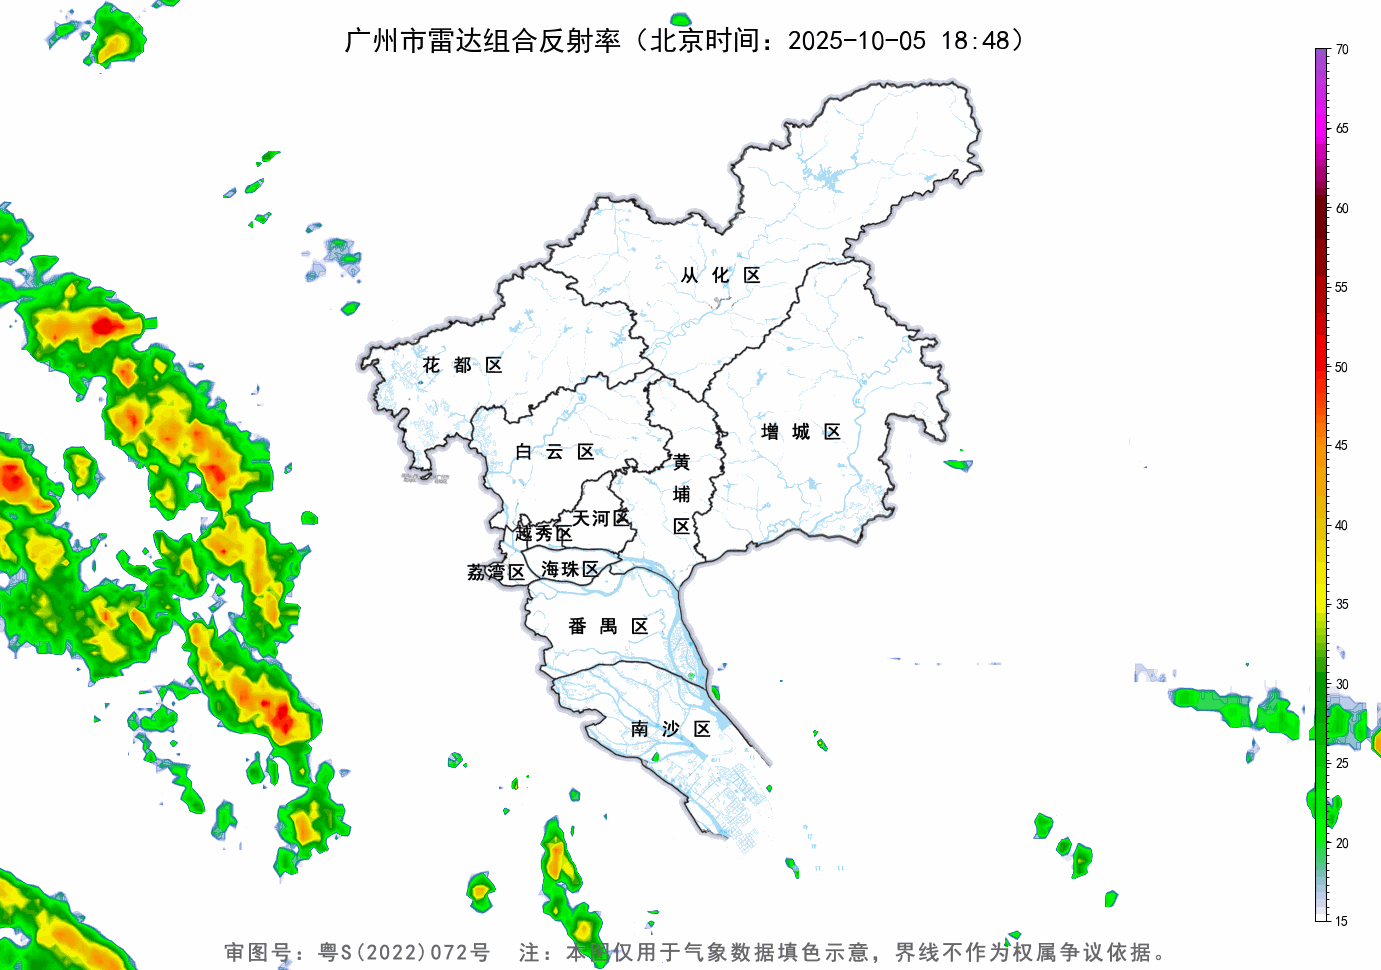 广州市雷达组合反射率（北京时间：2025-10-05 18:48）
70
65
60
55
50
45
40
35
30
25
20
15
从化区
花都区
增城区
白云区
黄埔区
天河区
越秀区
荔湾区
海珠区
番禺区
南沙区
审图号：粤S(2022)072号 注：本图仅用于气象数据填色示意，界线不作为权属争议依据。